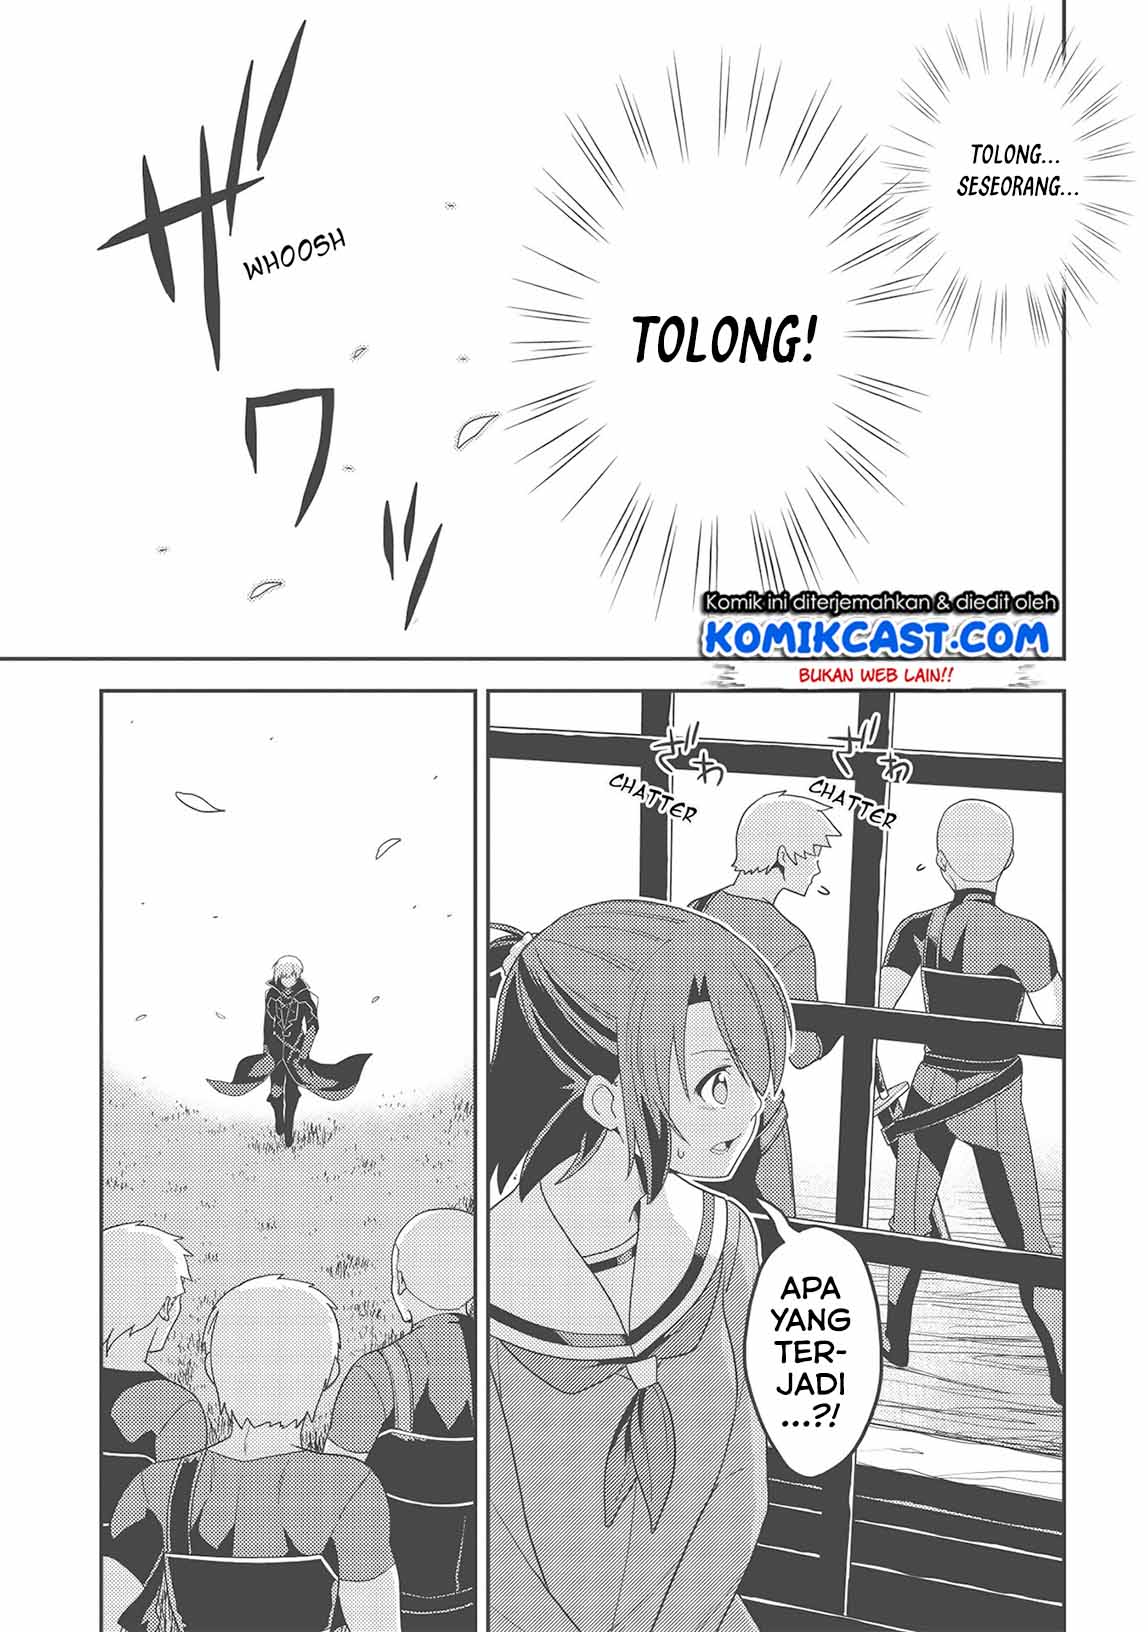 TOLONG...
SESEORANG...
TOLONG!
ザワッ
WHOOSH
Komik ini diterjemahkan & diedit oleh
KOMIKCAST.COM
BUKAN WEB LAIN!!
ざわ
CHATTER
ざわ
CHATTER
APA
YANG
TER-
JADI
...?!